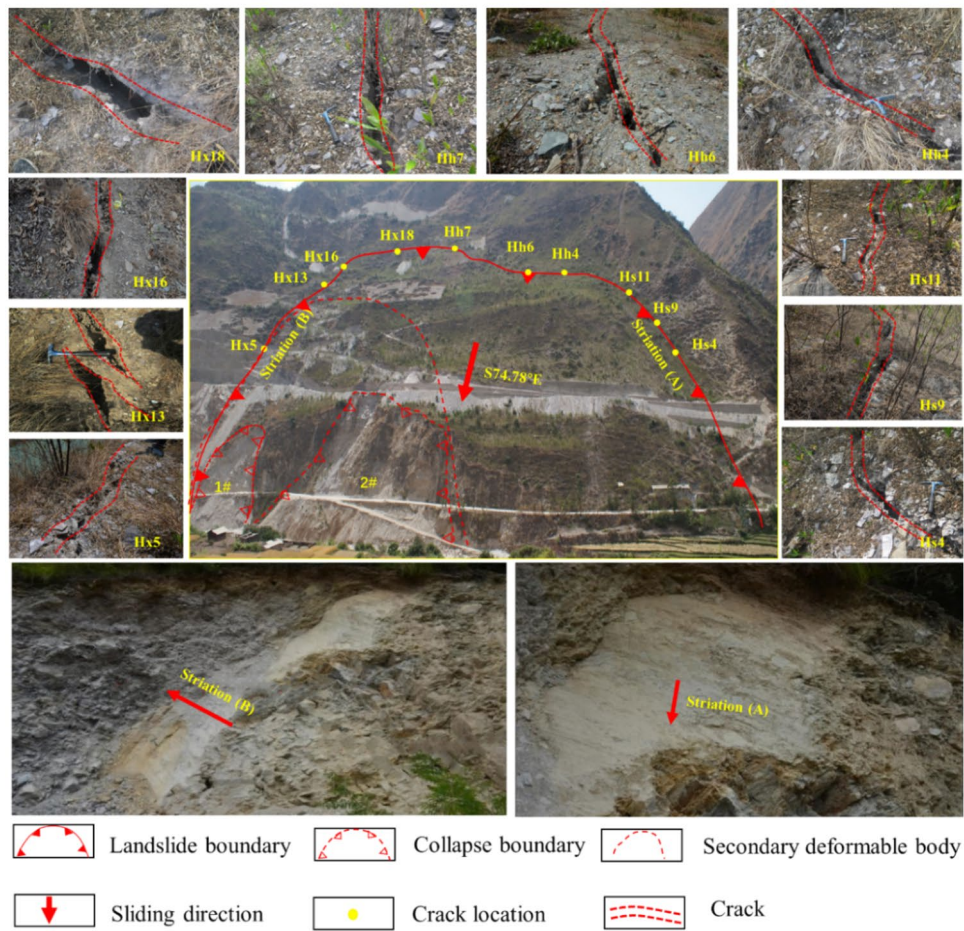 Hx18
Hh7
Hh6
Hh4
Hx16
Hx13
Hx5
Hx18
Hh7
Hx16
Hh6
Hh4
Hx13
Hs11
Hs9
Hx5
Striation (B)
Striation (A)
Hs4
S74.78°E
1#
2#
Hs11
Hs9
Hs4
Striation (B)
Striation (A)
Landslide boundary
Collapse boundary
Secondary deformable body
Sliding direction
Crack location
Crack